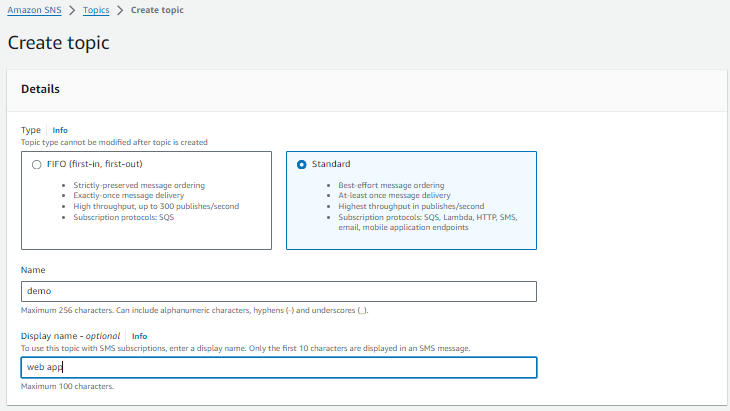 Amazon SNS > Topics > Create topic
Create topic
Details
Type Info
Topic type cannot be modified after topic is created
FIFO (first-in, first-out)
• Strictly-preserved message ordering
• Exactly-once message delivery
• High throughput, up to 300 publishes/second
• Subscription protocols: SQS
Standard
• Best-effort message ordering
• At-least once message delivery
• Highest throughput in publishes/second
• Subscription protocols: SQS, Lambda, HTTP, SMS,
email, mobile application endpoints
Name
demo
Maximum 256 characters. Can include alphanumeric characters, hyphens (-) and underscores (_).
Display name - optional Info
To use this topic with SMS subscriptions, enter a display name. Only the first 10 characters are displayed in an SMS message.
web app
Maximum 100 characters.